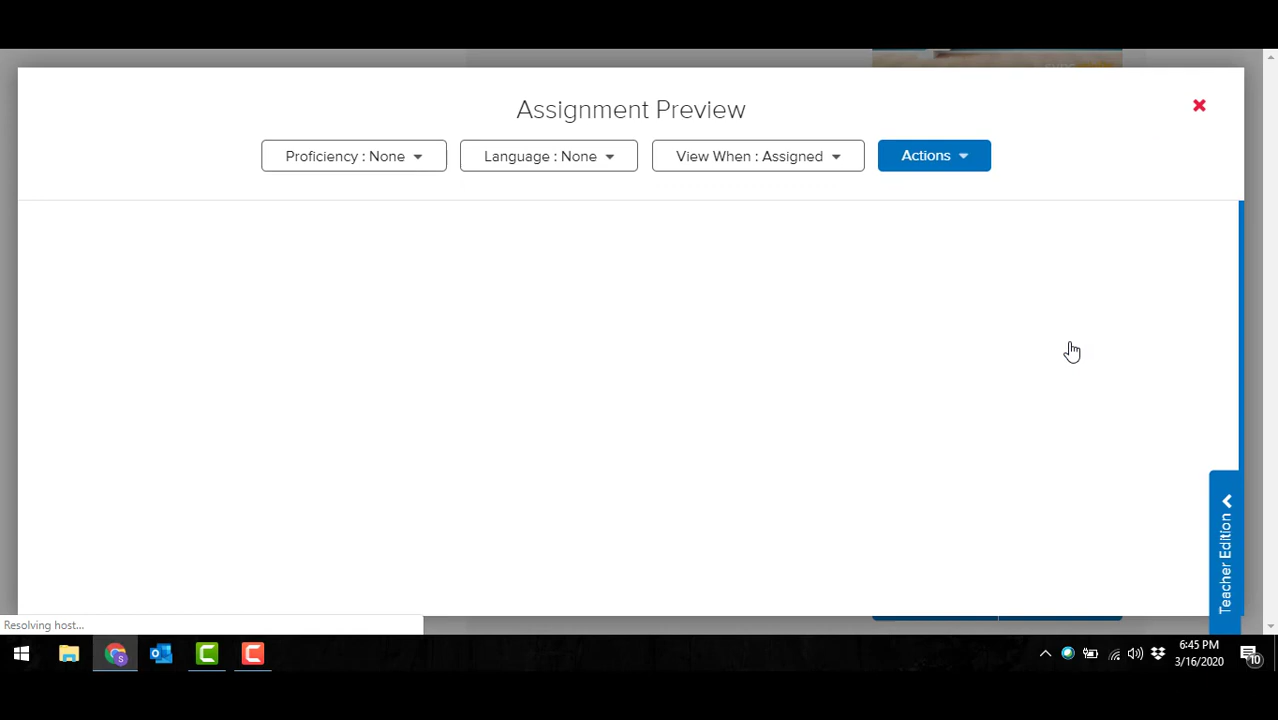 Assignment Preview
Proficiency : None
Language : None
View When : Assigned
Actions
Teacher Edition
Resolving host...
6:45 PM
3/16/2020
10